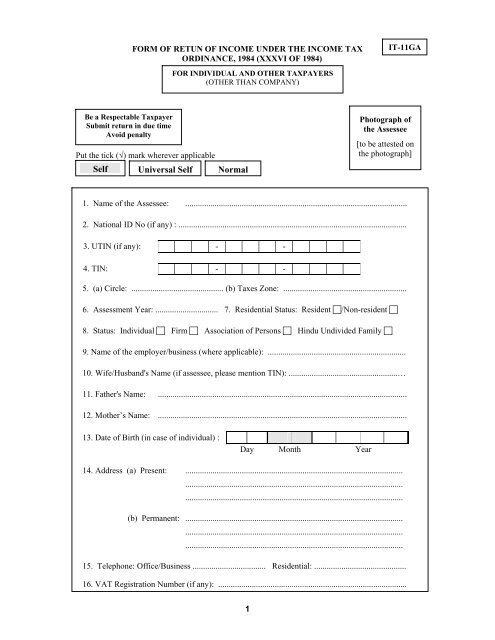 FORM OF RETUN OF INCOME UNDER THE INCOME TAX
ORDINANCE, 1984 (XXXVI OF 1984)
IT-11GA
FOR INDIVIDUAL AND OTHER TAXPAYERS
(OTHER THAN COMPANY)
Be a Respectable Taxpayer
Submit return in due time
Avoid penalty
Photograph of
the Assessee
[to be attested on
the photograph]
Put the tick (√) mark wherever applicable
Self Universal Self Normal
1. Name of the Assessee: ..........................................................................................................
2. National ID No (if any) : ..............................................................................................................
3. UTIN (if any): - -
4. TIN: - -
5. (a) Circle: ............................................. (b) Taxes Zone: ...........................................................
6. Assessment Year: .............................. 7. Residential Status: Resident /Non-resident
8. Status: Individual Firm Association of Persons Hindu Undivided Family
9. Name of the employer/business (where applicable): ..................................................................
10. Wife/Husband's Name (if assessee, please mention TIN): .......................................................
11. Father's Name: ........................................................................................................................
12. Mother’s Name: ........................................................................................................................
13. Date of Birth (in case of individual) :
Day Month Year
14. Address (a) Present: ........................................................................................................
........................................................................................................
........................................................................................................
(b) Permanent: ........................................................................................................
........................................................................................................
........................................................................................................
15. Telephone: Office/Business ................................... Residential: ............................................
16. VAT Registration Number (if any): ..........................................................................................
1